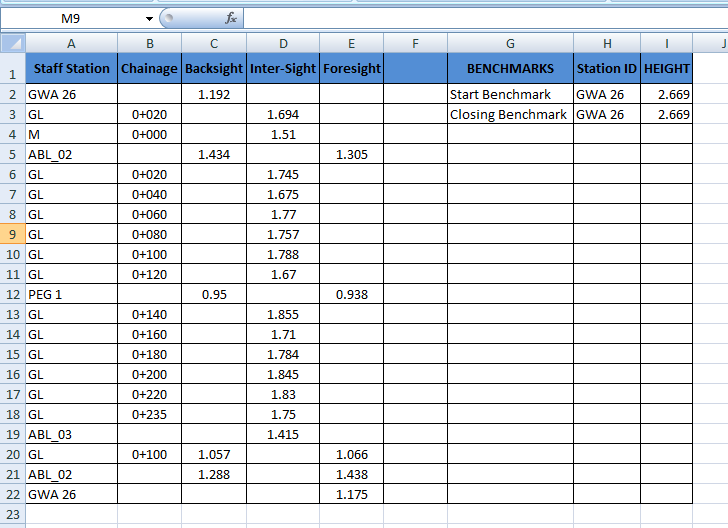 M9 fx
A B C D E F G H I J
1 Staff Station Chainage Backsight Inter-Sight Foresight BENCHMARKS Station ID HEIGHT
2 GWA 26 1.192 Start Benchmark GWA 26 2.669
3 GL 0+020 1.694 Closing Benchmark GWA 26 2.669
4 M 0+000 1.51
5 ABL_02 1.434 1.305
6 GL 0+020 1.745
7 GL 0+040 1.675
8 GL 0+060 1.77
9 GL 0+080 1.757
10 GL 0+100 1.788
11 GL 0+120 1.67
12 PEG 1 0.95 0.938
13 GL 0+140 1.855
14 GL 0+160 1.71
15 GL 0+180 1.784
16 GL 0+200 1.845
17 GL 0+220 1.83
18 GL 0+235 1.75
19 ABL_03 1.415
20 GL 0+100 1.057 1.066
21 ABL_02 1.288 1.438
22 GWA 26 1.175
23